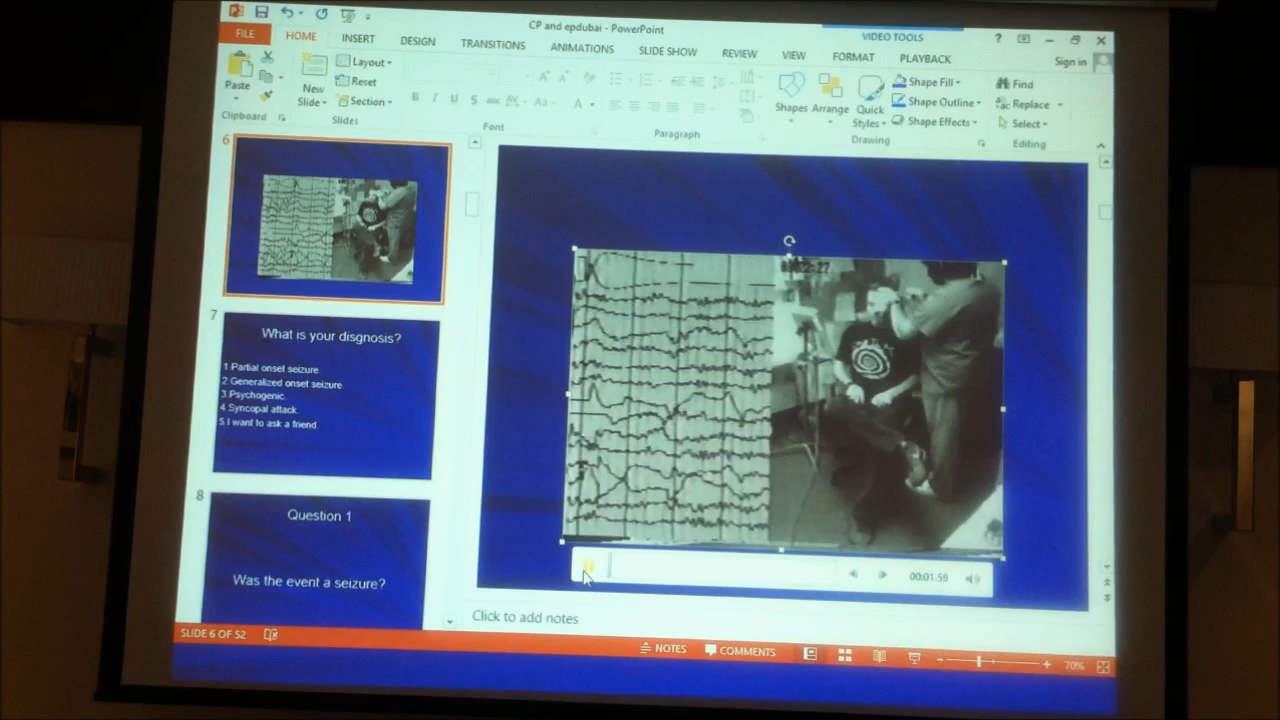 CP and epdubai - PowerPoint
VIDEO TOOLS
FILE
HOME
INSERT
DESIGN
TRANSITIONS
ANIMATIONS
SLIDE SHOW
REVIEW
VIEW
FORMAT
PLAYBACK
Sign in
Paste
New
Slide
Layout
Reset
Section
Shapes
Arrange
Quick
Styles
Shape Fill
Shape Outline
Shape Effects
Find
Replace
Select
Clipboard
Slides
Font
Paragraph
Drawing
Editing
6
7
What is your disgnosis?
1.Partial onset seizure.
2.Generalized onset seizure
3.Psychogenic.
4.Syncopal attack.
5.I want to ask a friend.
8
Question 1
Was the event a seizure?
00:01.59
Click to add notes
SLIDE 6 OF 52
NOTES
COMMENTS
70%